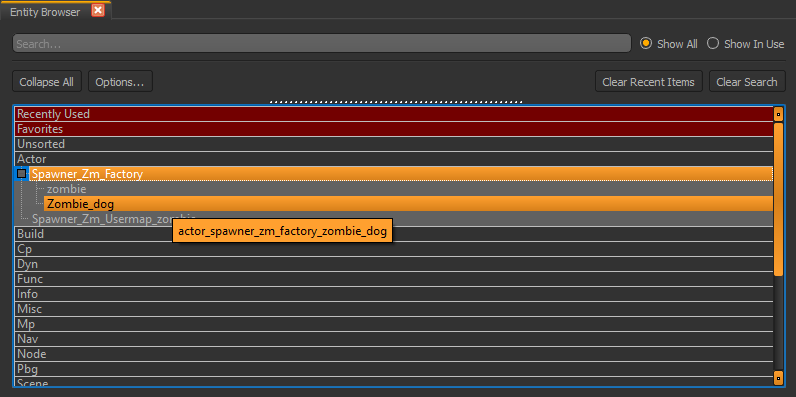 Entity Browser
Search...
Show All
Show In Use
Collapse All
Options...
Clear Recent Items
Clear Search
Recently Used
Favorites
Unsorted
Actor
Spawner_Zm_Factory
zombie
Zombie_dog
Spawner_Zm_Usermap_zombie
actor_spawner_zm_factory_zombie_dog
Build
Cp
Dyn
Func
Info
Misc
Mp
Nav
Node
Pbg
Scene